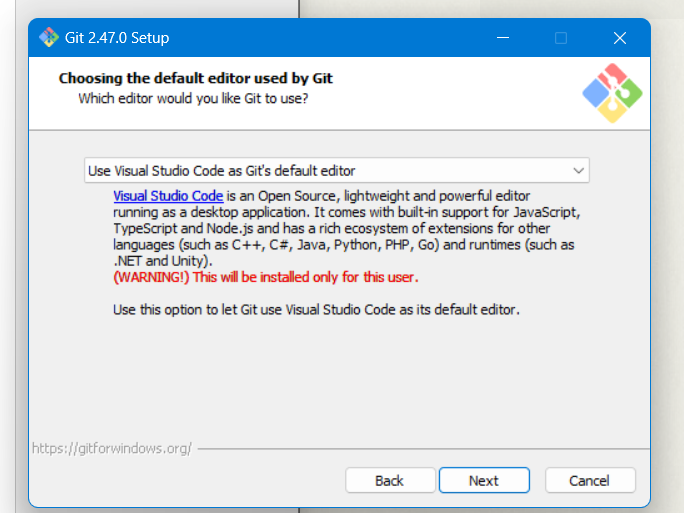 Git 2.47.0 Setup
Choosing the default editor used by Git
Which editor would you like Git to use?
Use Visual Studio Code as Git's default editor
Visual Studio Code is an Open Source, lightweight and powerful editor
running as a desktop application. It comes with built-in support for JavaScript,
TypeScript and Node.js and has a rich ecosystem of extensions for other
languages (such as C++, C#, Java, Python, PHP, Go) and runtimes (such as
.NET and Unity).
(WARNING!) This will be installed only for this user.
Use this option to let Git use Visual Studio Code as its default editor.
https://gitforwindows.org/
Back Next Cancel